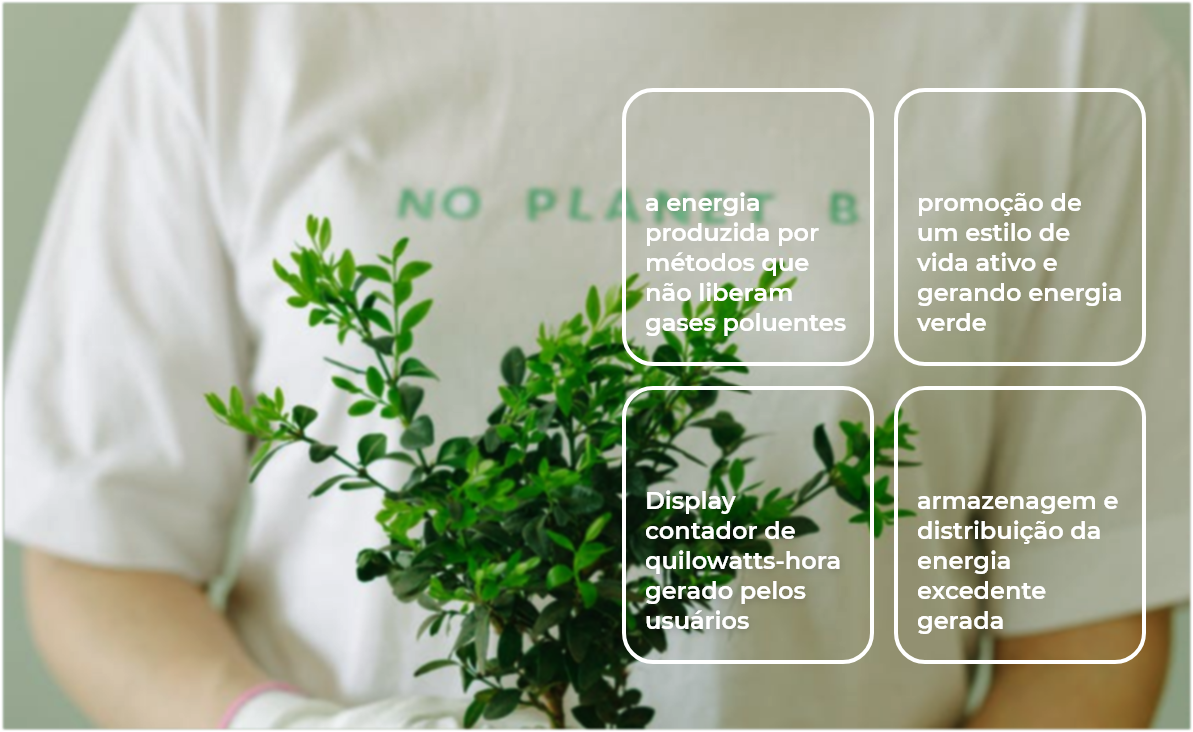 NO PLANET B
a energia
produzida por
métodos que
não liberam
gases poluentes
promoção de
um estilo de
vida ativo e
gerando energia
verde
Display
contador de
quilowatts-hora
gerado pelos
usuários
armazenagem e
distribuição da
energia
excedente
gerada